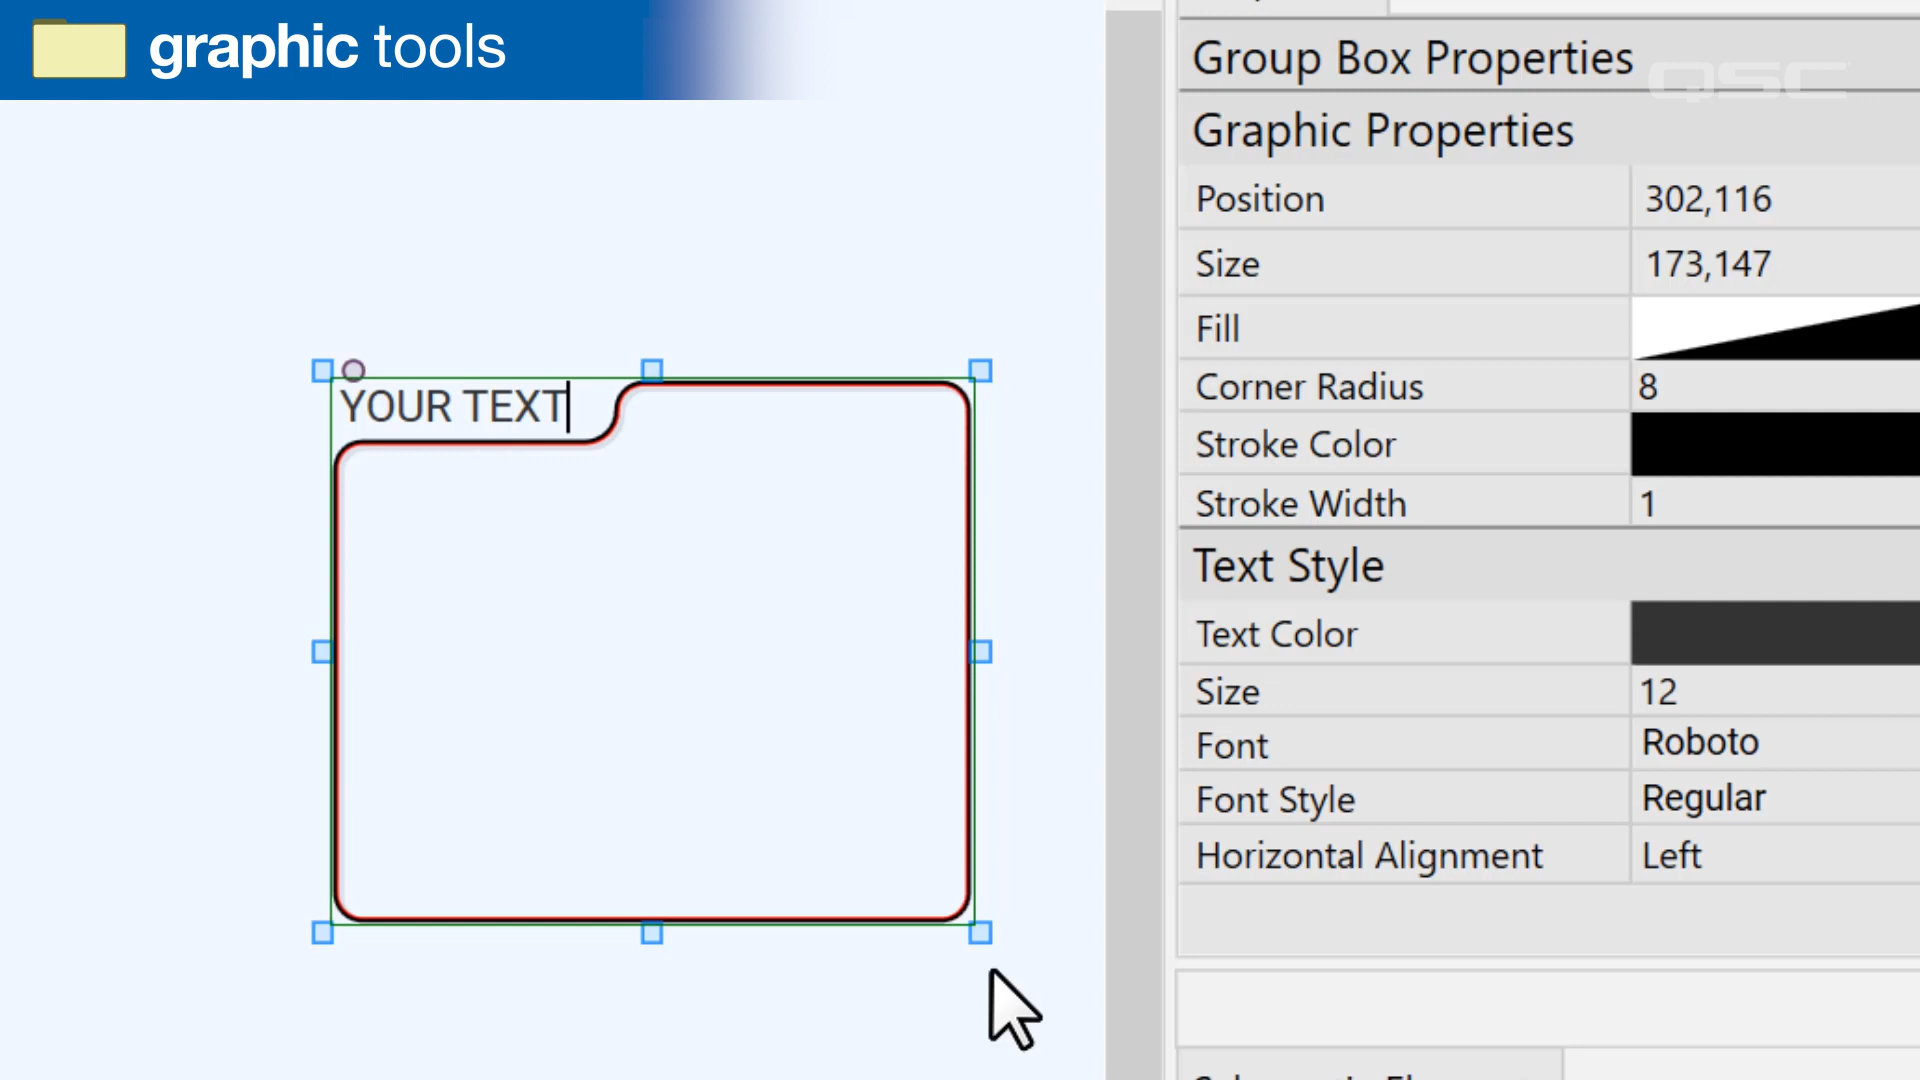 graphic tools
YOUR TEXT
QSC
Group Box Properties
Graphic Properties
Position 302,116
Size 173,147
Fill
Corner Radius 8
Stroke Color
Stroke Width 1
Text Style
Text Color
Size 12
Font Roboto
Font Style Regular
Horizontal Alignment Left